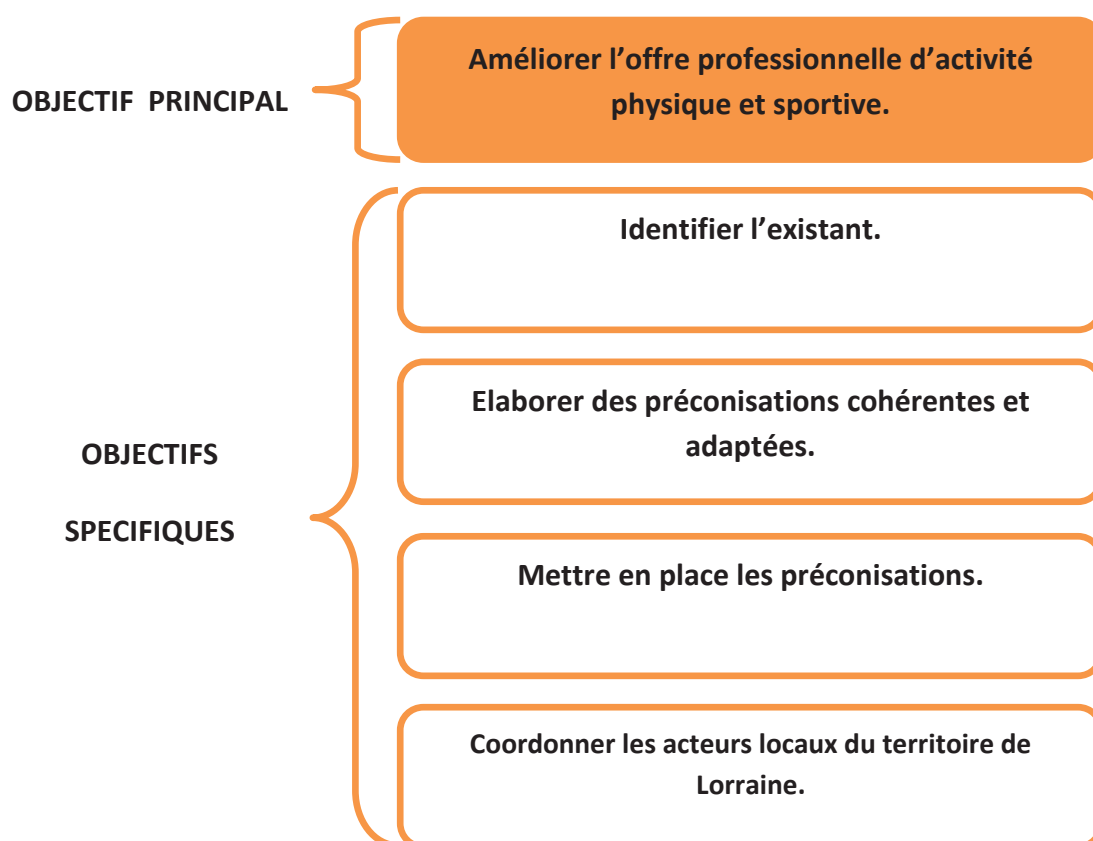 OBJECTIF PRINCIPAL
Améliorer l’offre professionnelle d’activité
physique et sportive.
OBJECTIFS
SPECIFIQUES
Identifier l’existant.
Elaborer des préconisations cohérentes et
adaptées.
Mettre en place les préconisations.
Coordonner les acteurs locaux du territoire de
Lorraine.